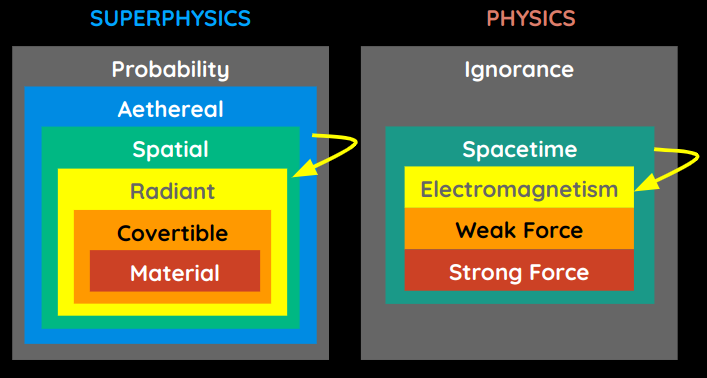 SUPERPHYSICS
Probability
Aethereal
Spatial
Radiant
Covertible
Material
PHYSICS
Ignorance
Spacetime
Electromagnetism
Weak Force
Strong Force